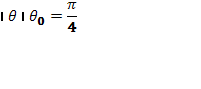 ı θ ı θ₀ = π/4